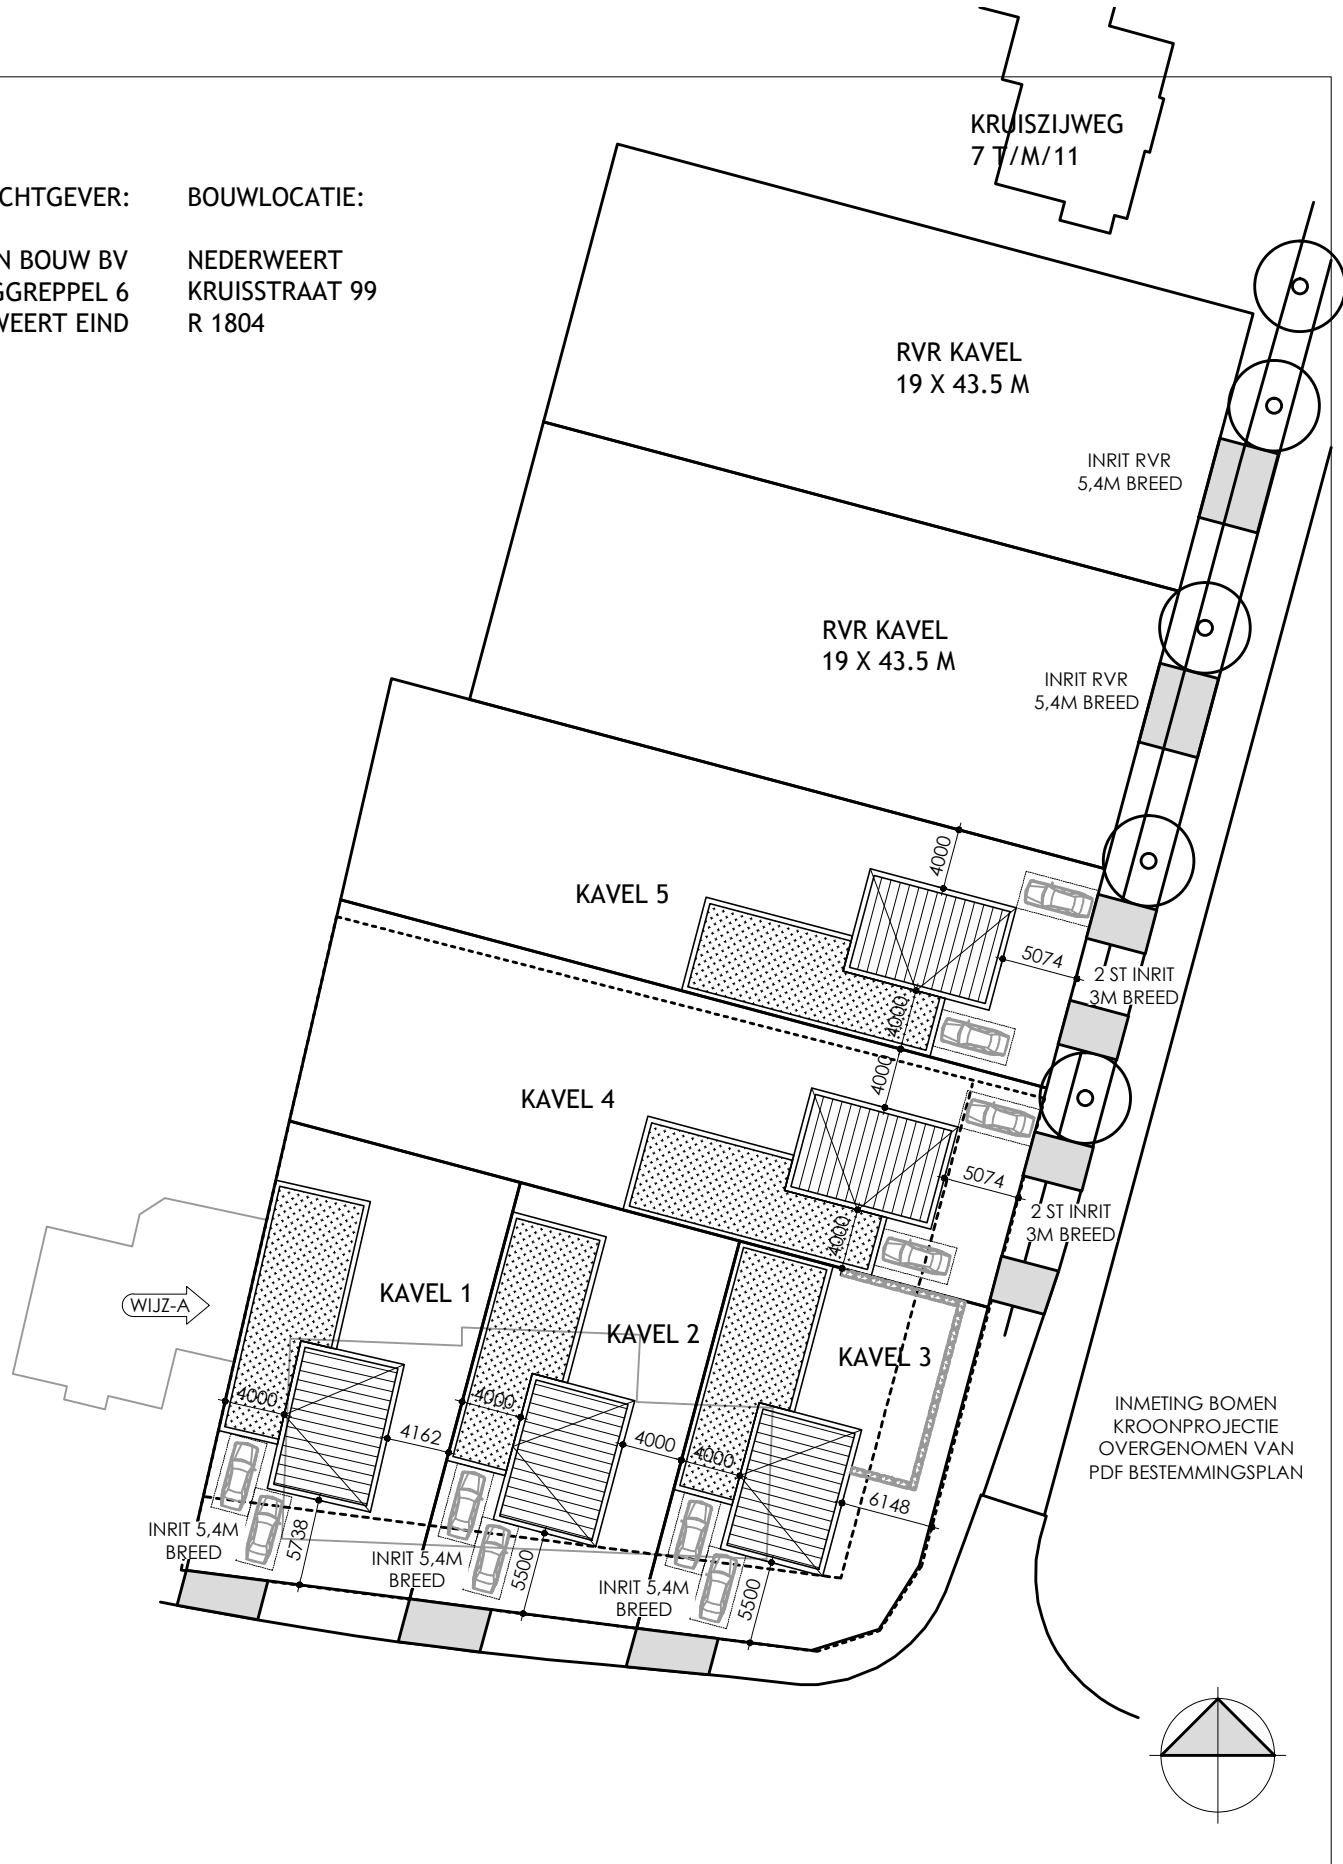 KRUISZIJWEG
7 T/M/11
CHTGEVER:
BOUWLOCATIE:
N BOUW BV
GGREPPEL 6
WEERT EIND
NEDERWEERT
KRUISSTRAAT 99
R 1804
RVR KAVEL
19 X 43.5 M
INRIT RVR
5,4M BREED
RVR KAVEL
19 X 43.5 M
INRIT RVR
5,4M BREED
4000
KAVEL 5
5074
2 ST INRIT
3M BREED
4000
4000
KAVEL 4
5074
2 ST INRIT
3M BREED
4000
WIJZ-A
KAVEL 1
KAVEL 2
KAVEL 3
4000
4162
4000
4000
4000
6148
INMETING BOMEN
KROONPROJECTIE
OVERGENOMEN VAN
PDF BESTEMMINGSPLAN
INRIT 5,4M
BREED
5738
INRIT 5,4M
BREED
5500
INRIT 5,4M
BREED
5500